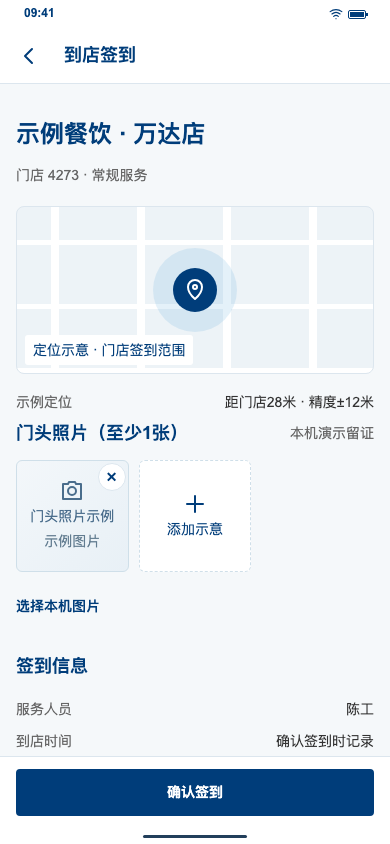 09:41
到店签到
示例餐饮 · 万达店
门店 4273 · 常规服务
定位示意 · 门店签到范围
示例定位 距门店28米 · 精度±12米
门头照片（至少1张） 本机演示留证
门头照片示例
示例图片
添加示意
选择本机图片
签到信息
服务人员 陈工
到店时间 确认签到时记录
确认签到